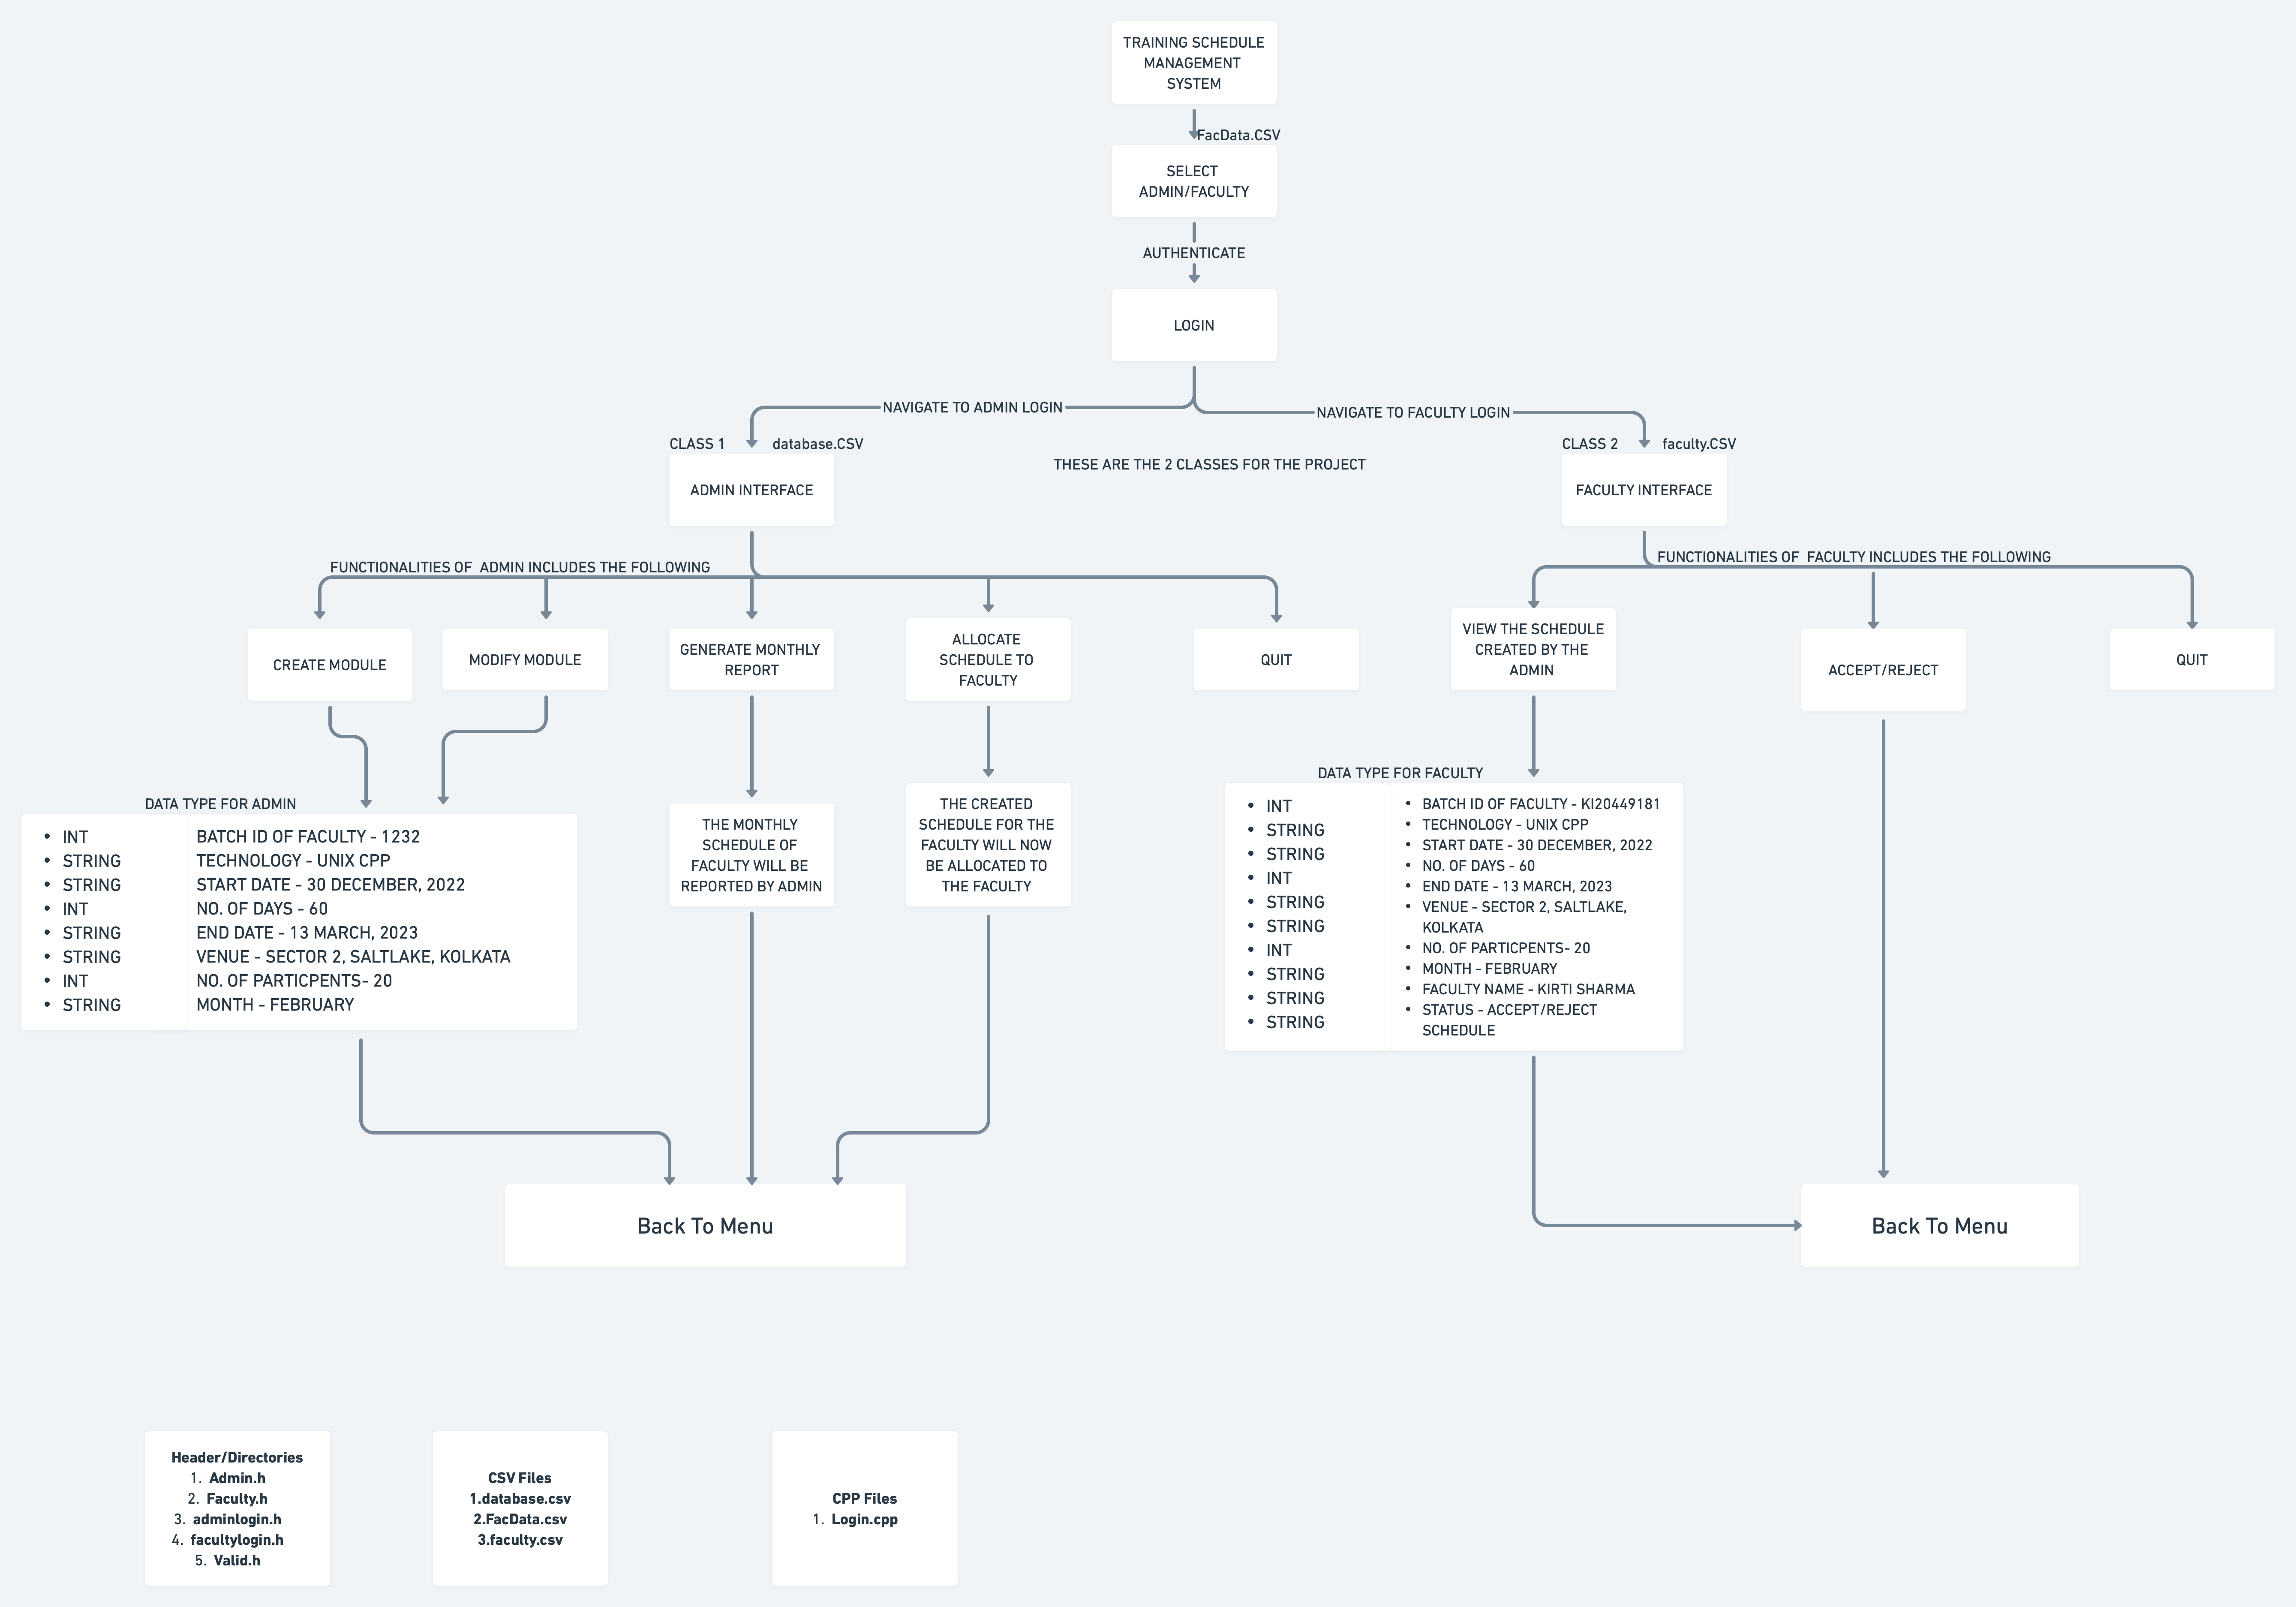 TRAINING SCHEDULE
MANAGEMENT
SYSTEM
FacData.CSV
SELECT
ADMIN/FACULTY
AUTHENTICATE
LOGIN
NAVIGATE TO ADMIN LOGIN
NAVIGATE TO FACULTY LOGIN
CLASS 1
database.CSV
CLASS 2
faculty.CSV
THESE ARE THE 2 CLASSES FOR THE PROJECT
ADMIN INTERFACE
FACULTY INTERFACE
FUNCTIONALITIES OF  ADMIN INCLUDES THE FOLLOWING
FUNCTIONALITIES OF  FACULTY INCLUDES THE FOLLOWING
CREATE MODULE
MODIFY MODULE
GENERATE MONTHLY
REPORT
ALLOCATE
SCHEDULE TO
FACULTY
QUIT
VIEW THE SCHEDULE
CREATED BY THE
ADMIN
ACCEPT/REJECT
QUIT
DATA TYPE FOR ADMIN
• INT
• STRING
• STRING
• INT
• STRING
• STRING
• INT
• STRING
BATCH ID OF FACULTY - 1232
TECHNOLOGY - UNIX CPP
START DATE - 30 DECEMBER, 2022
NO. OF DAYS - 60
END DATE - 13 MARCH, 2023
VENUE - SECTOR 2, SALTLAKE, KOLKATA
NO. OF PARTICPENTS- 20
MONTH - FEBRUARY
THE MONTHLY
SCHEDULE OF
FACULTY WILL BE
REPORTED BY ADMIN
THE CREATED
SCHEDULE FOR THE
FACULTY WILL NOW
BE ALLOCATED TO
THE FACULTY
DATA TYPE FOR FACULTY
• INT
• STRING
• STRING
• INT
• STRING
• STRING
• INT
• STRING
• STRING
• STRING
• BATCH ID OF FACULTY - KI20449181
• TECHNOLOGY - UNIX CPP
• START DATE - 30 DECEMBER, 2022
• NO. OF DAYS - 60
• END DATE - 13 MARCH, 2023
• VENUE - SECTOR 2, SALTLAKE,
KOLKATA
• NO. OF PARTICPENTS- 20
• MONTH - FEBRUARY
• FACULTY NAME - KIRTI SHARMA
• STATUS - ACCEPT/REJECT
SCHEDULE
Back To Menu
Back To Menu
Header/Directories
1. Admin.h
2. Faculty.h
3. adminlogin.h
4. facultylogin.h
5. Valid.h
CSV Files
1.database.csv
2.FacData.csv
3.faculty.csv
CPP Files
1. Login.cpp